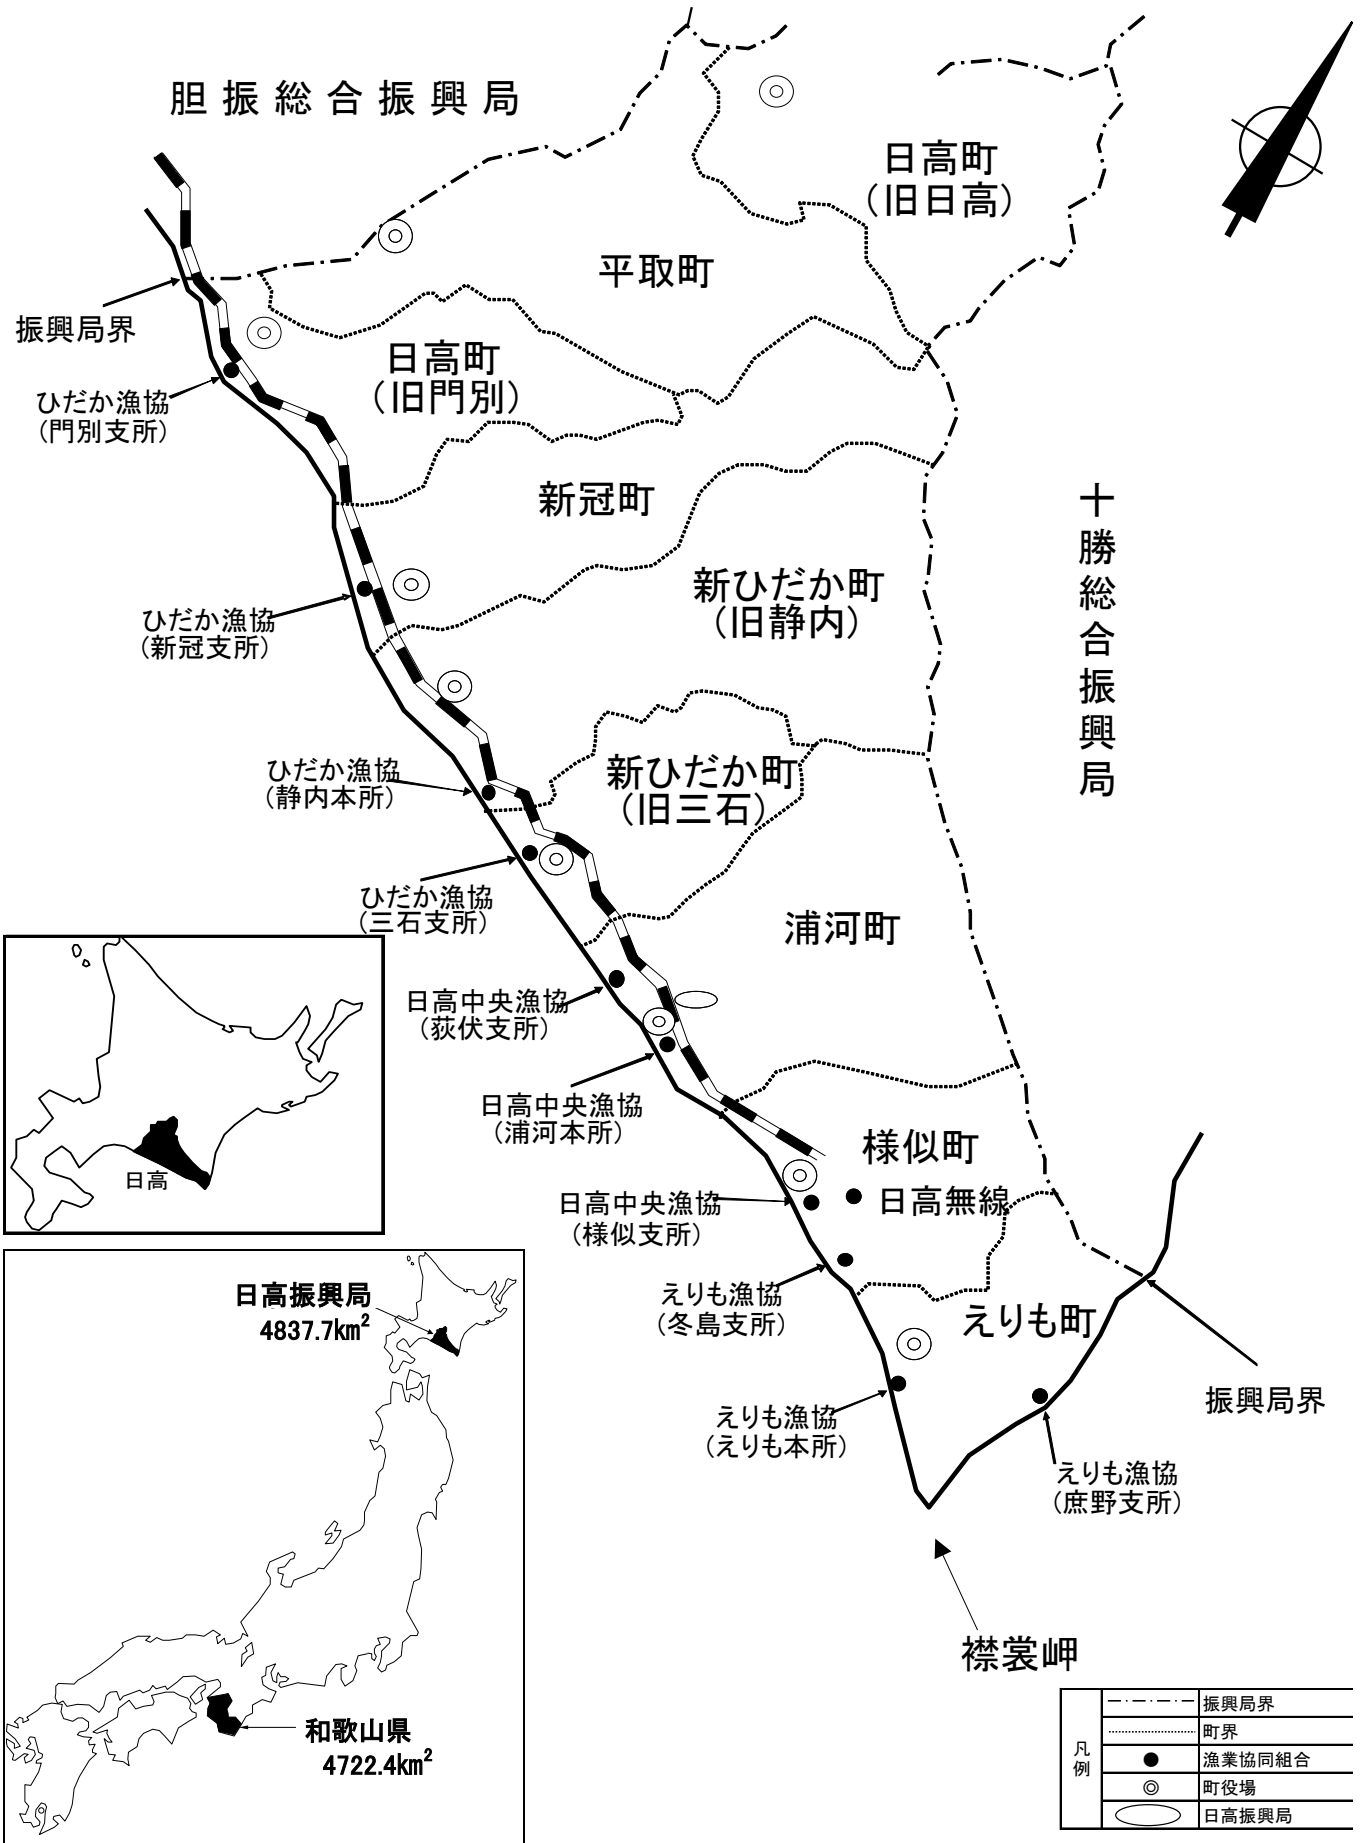 胆振総合振興局
日高町
(旧日高)
平取町
振興局界
日高町
(旧門別)
ひだか漁協
(門別支所)
新冠町
十勝総合振興局
新ひだか町
(旧静内)
ひだか漁協
(新冠支所)
ひだか漁協
(静内本所)
新ひだか町
(旧三石)
ひだか漁協
(三石支所)
浦河町
日高中央漁協
(荻伏支所)
日高中央漁協
(浦河本所)
様似町
日高無線
日高中央漁協
(様似支所)
えりも漁協
(冬島支所)
えりも町
振興局界
えりも漁協
(えりも本所)
えりも漁協
(庶野支所)
襟裳岬
日高
日高振興局
4837.7km²
和歌山県
4722.4km²
凡例
振興局界
町界
漁業協同組合
町役場
日高振興局